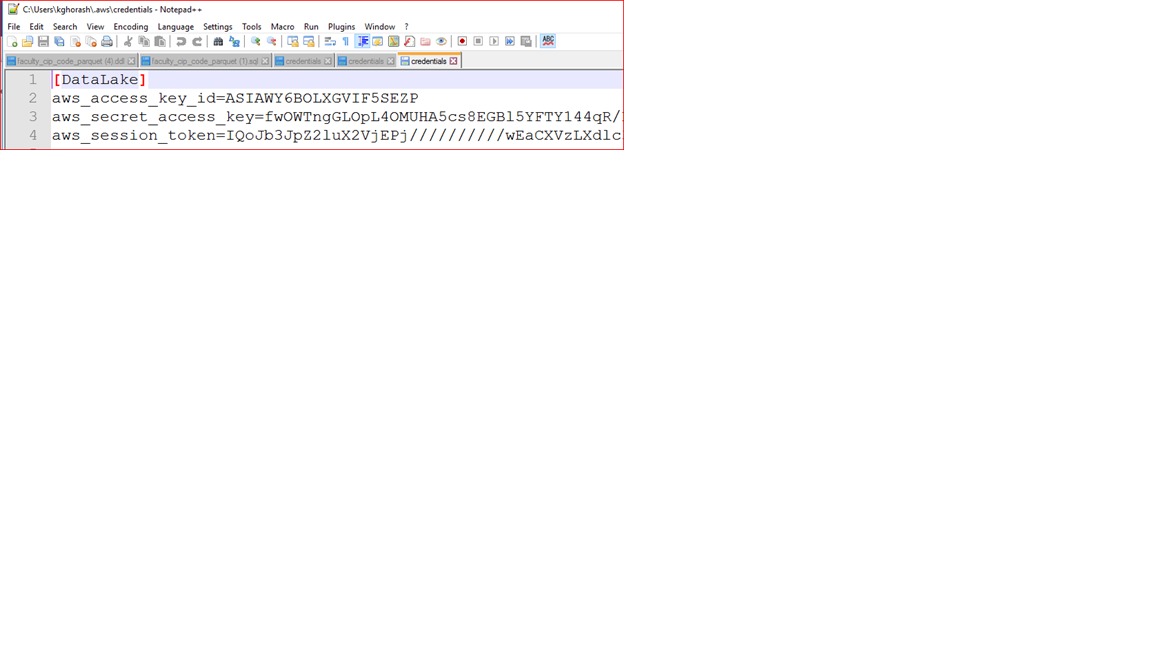 C:\Users\kghorash\.aws\credentials - Notepad++
File Edit Search View Encoding Language Settings Tools Macro Run Plugins Window ?
ABC
faculty_cip_code_parquet (4).ddl faculty_cip_code_parquet (1).sql credentials credentials credentials
1 [DataLake]
2 aws_access_key_id=ASIAWY6BOLXGVIF5SEZP
3 aws_secret_access_key=fwOWTngGLOpL4OMUHA5cs8EGBl5YFTY144qR/
4 aws_session_token=IQoJb3JpZ2luX2VjEPj//////////wEaCXVzLXdlc